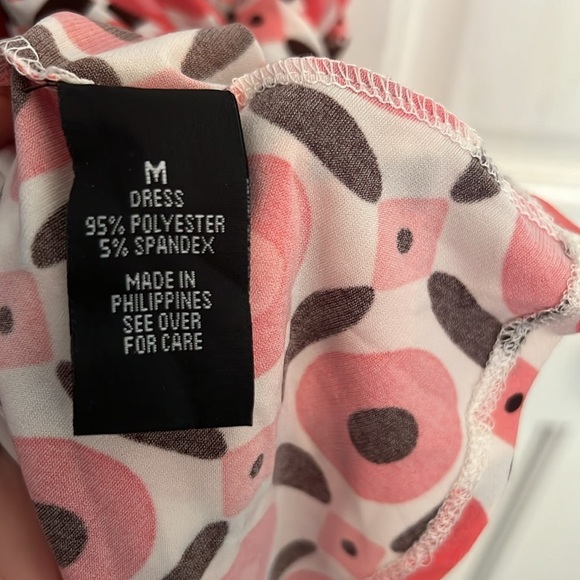 M
DRESS
95% POLYESTER
5% SPANDEX
MADE IN
PHILIPPINES
SEE OVER
FOR CARE